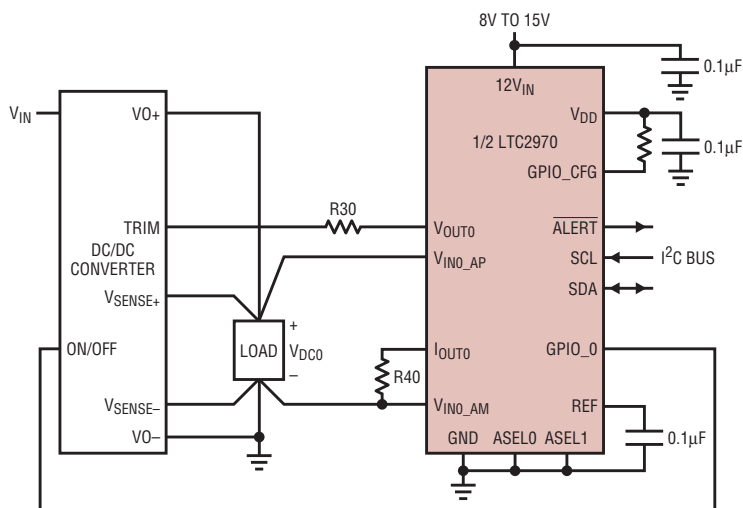 8V TO 15V
0.1µF
12VIN
VIN
VO+
VDD
1/2 LTC2970
0.1µF
GPIO_CFG
R30
TRIM
VOUT0
ALERT
DC/DC
CONVERTER
VIN0_AP
SCL
I2C BUS
SDA
VSENSE+
+
ON/OFF
LOAD
VDC0
IOUT0
GPIO_0
–
R40
VSENSE–
VIN0_AM
REF
VO–
0.1µF
GND
ASEL0
ASEL1